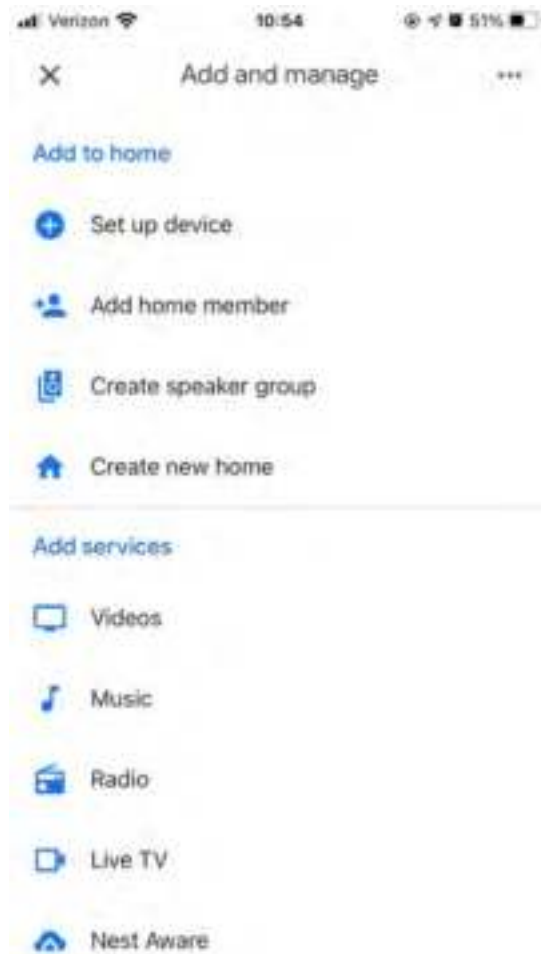 Verizon 10:54 51%
Add and manage
Add to home
Set up device
Add home member
Create speaker group
Create new home
Add services
Videos
Music
Radio
Live TV
Nest Aware